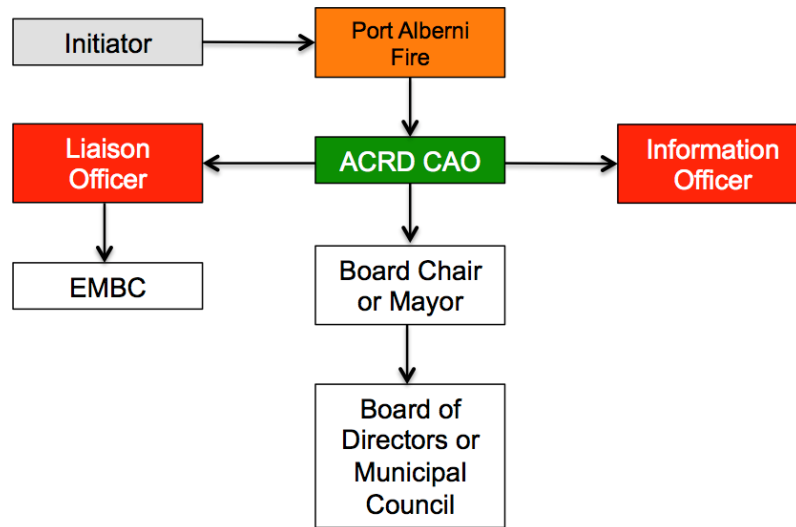 Initiator
Port Alberni
Fire
Liaison
Officer
ACRD CAO
Information
Officer
EMBC
Board Chair
or Mayor
Board of
Directors or
Municipal
Council